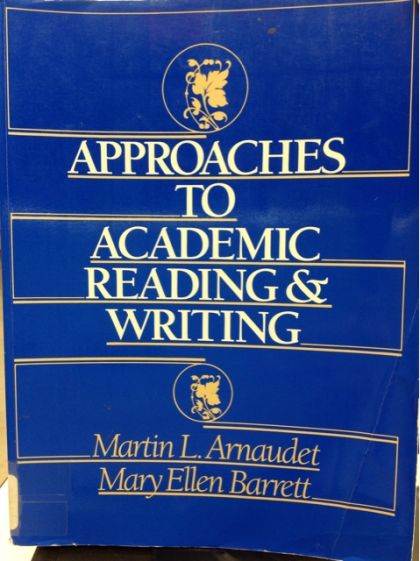 APPROACHES
TO
ACADEMIC
READING &
WRITING
Martin L. Arnaudet
Mary Ellen Barrett